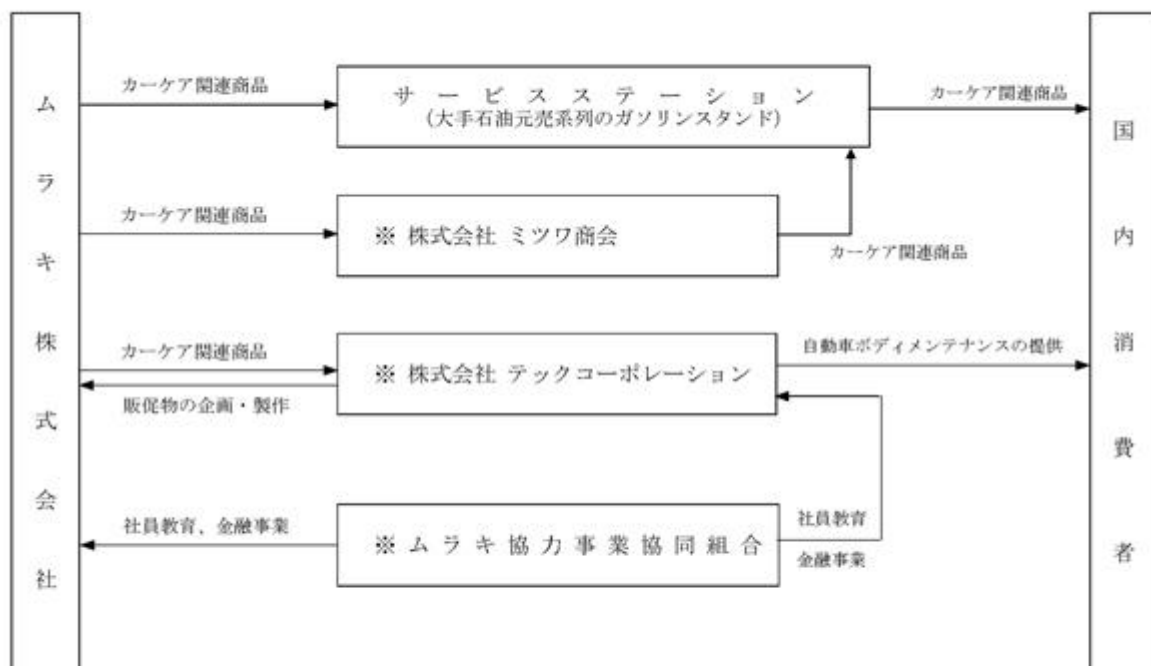 ムラキ株式会社
カーケア関連商品
サービスステーション
(大手石油元売系列のガソリンスタンド)
カーケア関連商品
カーケア関連商品
※ 株式会社 ミツワ商会
カーケア関連商品
カーケア関連商品
販促物の企画・製作
※ 株式会社 テックコーポレーション
自動車ボディメンテナンスの提供
社員教育、金融事業
※ムラキ協力事業協同組合
社員教育
金融事業
国内消費者